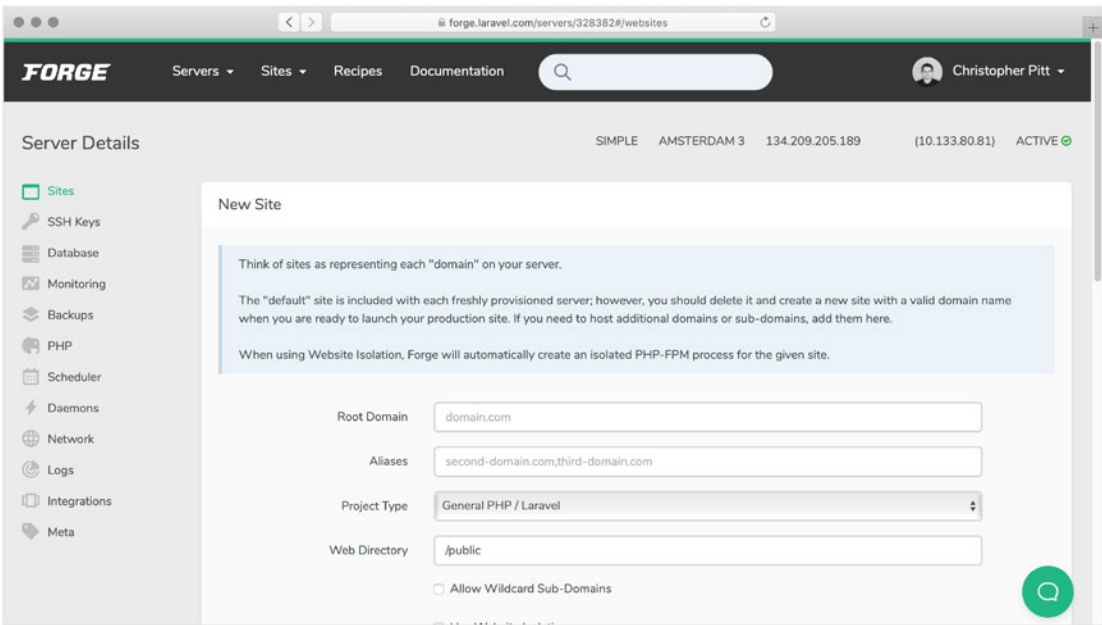 forge.laravel.com/servers/328382#/websites
FORGE Servers Sites Recipes Documentation Christopher Pitt
Server Details SIMPLE AMSTERDAM 3 134.209.205.189 (10.133.80.81) ACTIVE
Sites
SSH Keys
Database
Monitoring
Backups
PHP
Scheduler
Daemons
Network
Logs
Integrations
Meta
New Site
Think of sites as representing each "domain" on your server.
The "default" site is included with each freshly provisioned server; however, you should delete it and create a new site with a valid domain name
when you are ready to launch your production site. If you need to host additional domains or sub-domains, add them here.
When using Website Isolation, Forge will automatically create an isolated PHP-FPM process for the given site.
Root Domain domain.com
Aliases second-domain.com,third-domain.com
Project Type General PHP / Laravel
Web Directory /public
Allow Wildcard Sub-Domains